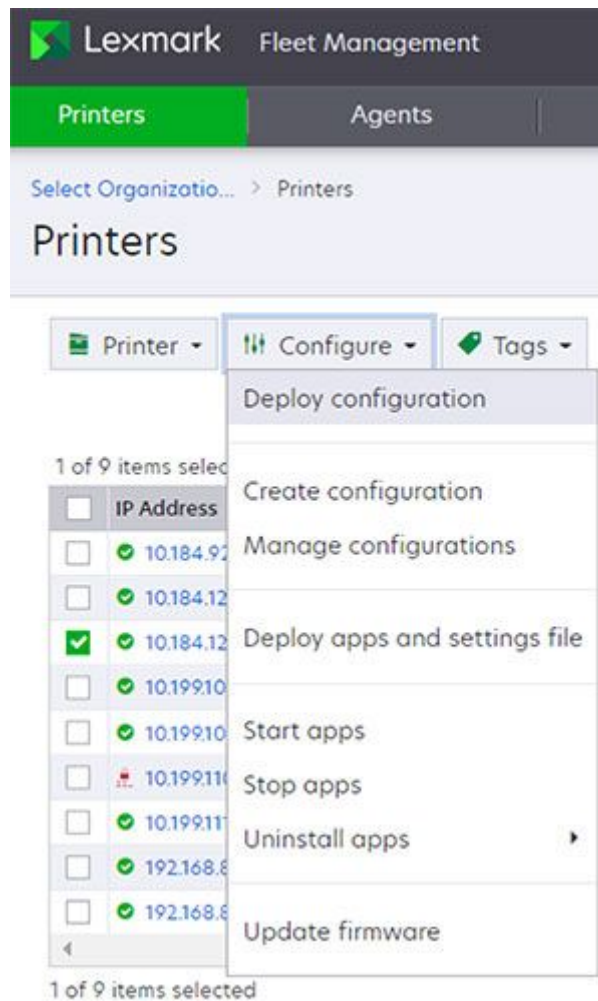 Lexmark Fleet Management
Printers Agents
Select Organizatio... > Printers
Printers
Printer Configure Tags
Deploy configuration
1 of 9 items selec
Create configuration
IP Address
Manage configurations
10.184.92
10.184.12
Deploy apps and settings file
10.184.12
10.199.10
Start apps
10.199.10
Stop apps
10.199.110
10.199.111
Uninstall apps
192.168.8
192.168.8
Update firmware
1 of 9 items selected